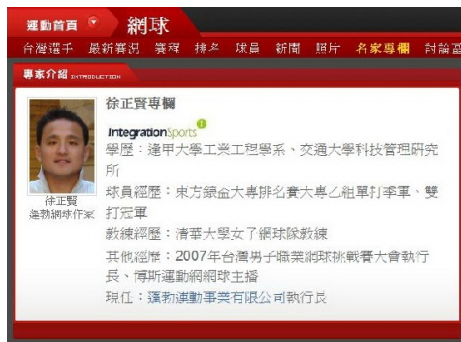 運動首頁 網球
台灣選手 最新賽況 賽程 排名 球員 新聞 照片 名家專欄 討論區
專家介紹 INTRODUCTION
徐正賢專欄
IntegrationSports
學歷：逢甲大學工業工程學系、交通大學科技管理研究
所
球員經歷：東方錶盃大專排名賽大專乙組單打季軍、雙
打冠軍
教練經歷：清華大學女子網球隊教練
其他經歷：2007年台灣男子職業網球挑戰賽大會執行
長、博斯運動網網球主播
現任：蓬勃運動事業有限公司執行長
徐正賢
蓬勃網球作家